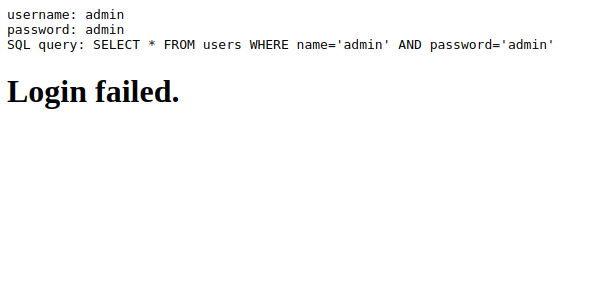 username: admin
password: admin
SQL query: SELECT * FROM users WHERE name='admin' AND password='admin'
Login failed.